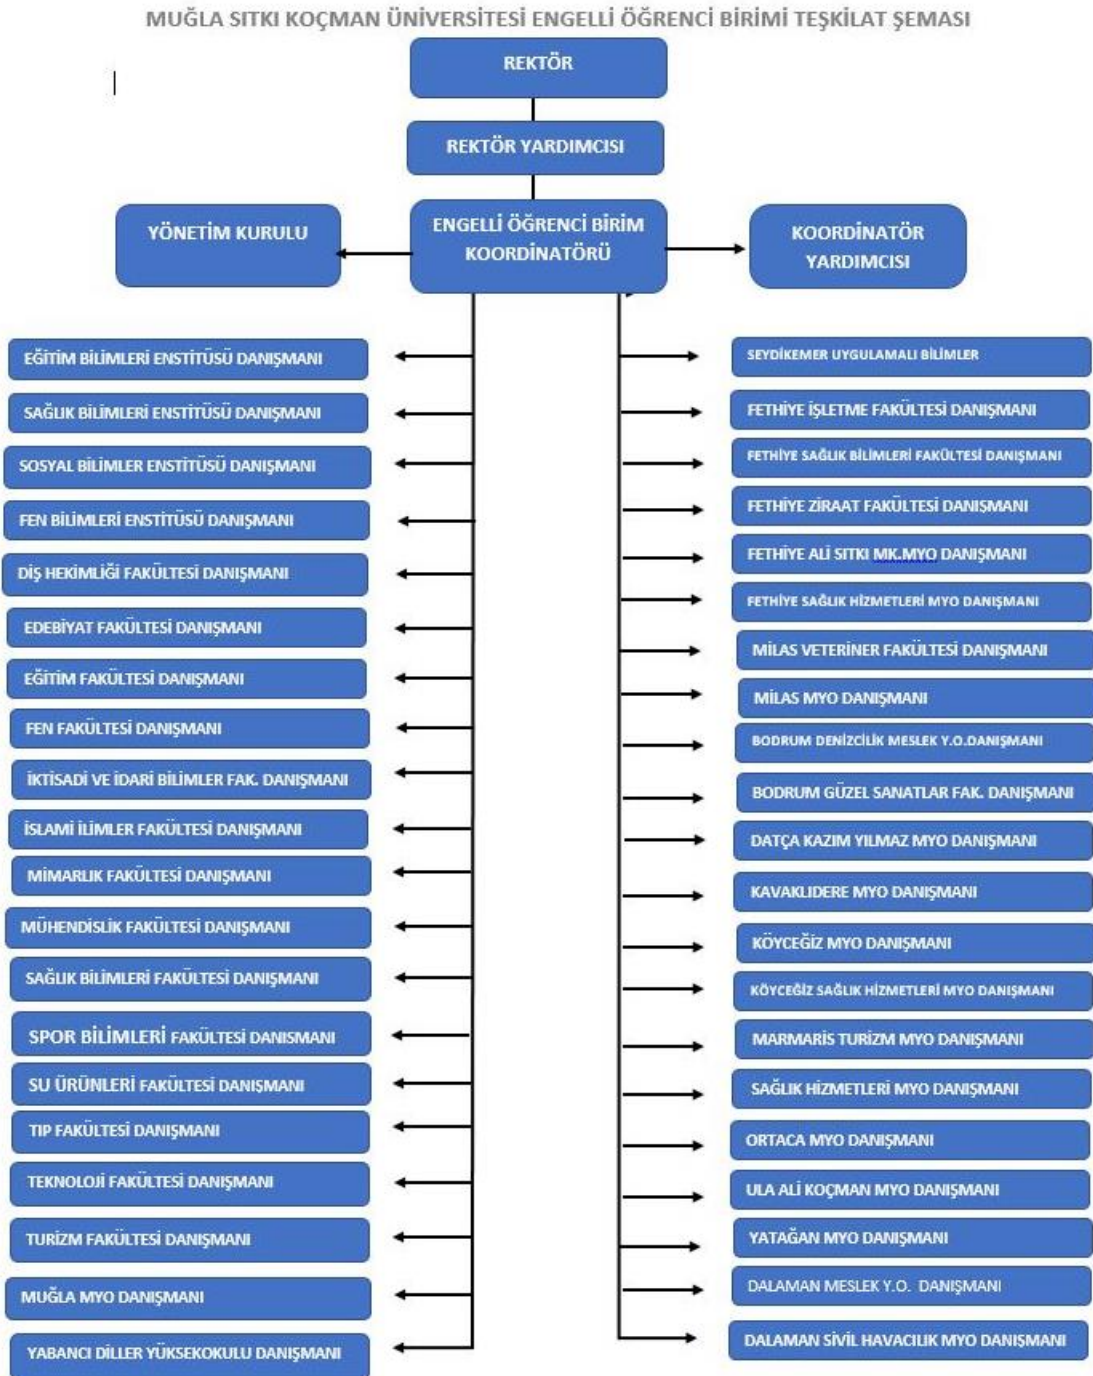 MUĞLA SITKI KOÇMAN ÜNİVERSİTESİ ENGELLİ ÖĞRENCİ BİRİMİ TEŞKİLAT ŞEMASI
REKTÖR
REKTÖR YARDIMCISI
YÖNETİM KURULU
ENGELLİ ÖĞRENCİ BİRİM
KOORDİNATÖRÜ
KOORDİNATÖR
YARDIMCISI
EĞİTİM BİLİMLERİ ENSTİTÜSÜ DANIŞMANI
SAĞLIK BİLİMLERİ ENSTİTÜSÜ DANIŞMANI
SOSYAL BİLİMLER ENSTİTÜSÜ DANIŞMANI
FEN BİLİMLERİ ENSTİTÜSÜ DANIŞMANI
DİŞ HEKİMLİĞİ FAKÜLTESİ DANIŞMANI
EDEBİYAT FAKÜLTESİ DANIŞMANI
EĞİTİM FAKÜLTESİ DANIŞMANI
FEN FAKÜLTESİ DANIŞMANI
İKTİSADİ VE İDARİ BİLİMLER FAK. DANIŞMANI
İSLAMİ İLİMLER FAKÜLTESİ DANIŞMANI
MİMARLIK FAKÜLTESİ DANIŞMANI
MÜHENDİSLİK FAKÜLTESİ DANIŞMANI
SAĞLIK BİLİMLERİ FAKÜLTESİ DANIŞMANI
SPOR BİLİMLERİ FAKÜLTESİ DANISMANI
SU ÜRÜNLERİ FAKÜLTESİ DANIŞMANI
TIP FAKÜLTESİ DANIŞMANI
TEKNOLOJİ FAKÜLTESİ DANIŞMANI
TURİZM FAKÜLTESİ DANIŞMANI
MUĞLA MYO DANIŞMANI
YABANCI DİLLER YÜKSEKOKULU DANIŞMANI
SEYDİKEMER UYGULAMALI BİLİMLER
FETHİYE İŞLETME FAKÜLTESİ DANIŞMANI
FETHİYE SAĞLIK BİLİMLERİ FAKÜLTESİ DANIŞMANI
FETHİYE ZİRAAT FAKÜLTESİ DANIŞMANI
FETHİYE ALİ SITKI MK.MYO DANIŞMANI
FETHİYE SAĞLIK HİZMETLERİ MYO DANIŞMANI
MİLAS VETERİNER FAKÜLTESİ DANIŞMANI
MİLAS MYO DANIŞMANI
BODRUM DENİZCİLİK MESLEK Y.O.DANIŞMANI
BODRUM GÜZEL SANATLAR FAK. DANIŞMANI
DATÇA KAZIM YILMAZ MYO DANIŞMANI
KAVAKLIDERE MYO DANIŞMANI
KÖYCEĞİZ MYO DANIŞMANI
KÖYCEĞİZ SAĞLIK HİZMETLERİ MYO DANIŞMANI
MARMARİS TURİZM MYO DANIŞMANI
SAĞLIK HİZMETLERİ MYO DANIŞMANI
ORTACA MYO DANIŞMANI
ULA ALİ KOÇMAN MYO DANIŞMANI
YATAĞAN MYO DANIŞMANI
DALAMAN MESLEK Y.O. DANIŞMANI
DALAMAN SİVİL HAVACILIK MYO DANIŞMANI